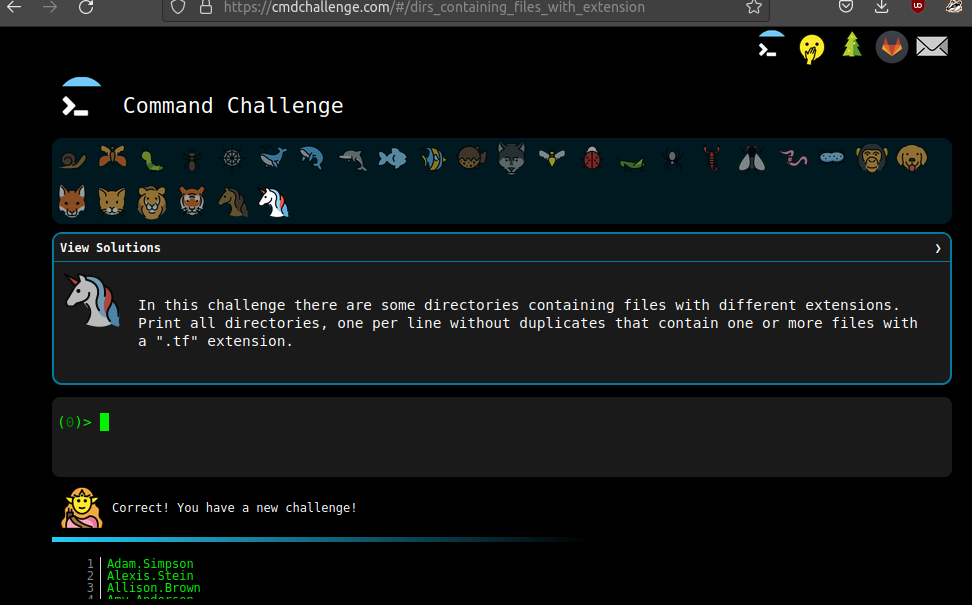 https://cmdchallenge.com/#/dirs_containing_files_with_extension
Command Challenge
View Solutions
In this challenge there are some directories containing files with different extensions.
Print all directories, one per line without duplicates that contain one or more files with
a ".tf" extension.
(0)>
Correct! You have a new challenge!
1 Adam.Simpson
2 Alexis.Stein
3 Allison.Brown
4 Amy.Anderson